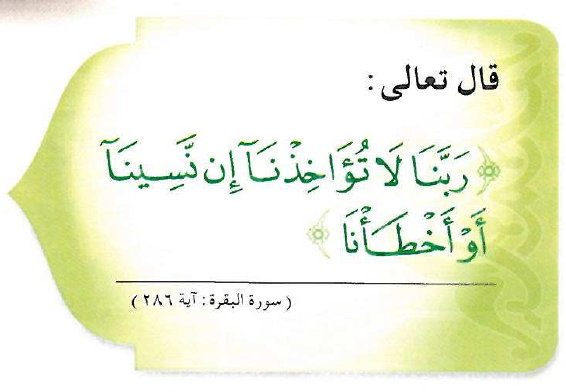 قال تعالى :
﴿ رَبَّنَا لَا تُؤَاخِذْنَآ إِن نَّسِينَآ
أَوْ أَخْطَأْنَا ﴾
( سورة البقرة : آية ٢٨٦ )